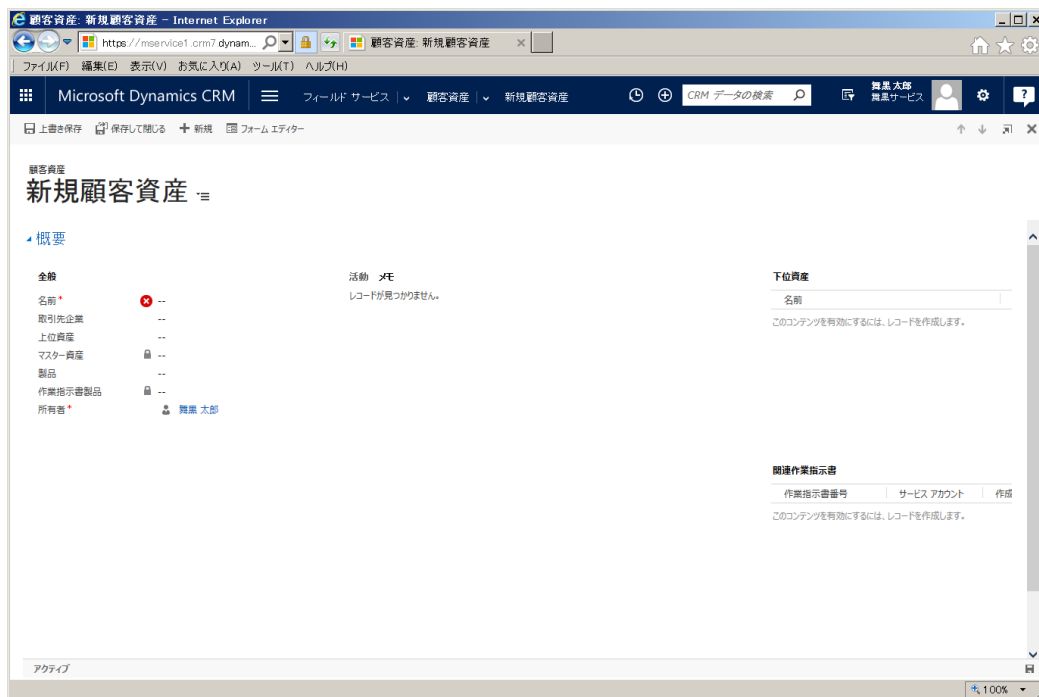 顧客資産: 新規顧客資産 - Internet Explorer
https://mservice1.crm7.dynam... 顧客資産: 新規顧客資産
ファイル(F) 編集(E) 表示(V) お気に入り(A) ツール(T) ヘルプ(H)
Microsoft Dynamics CRM フィールド サービス 顧客資産 新規顧客資産 CRM データの検索 舞黒 太郎
舞黒サービス
上書き保存 保存して閉じる 新規 フォーム エディター
顧客資産
新規顧客資産
概要
全般
名前* --
取引先企業 --
上位資産 --
マスター資産 --
製品 --
作業指示書製品 --
所有者* 舞黒 太郎
活動 メモ
レコードが見つかりません。
下位資産
名前
このコンテンツを有効にするには、レコードを作成します。
関連作業指示書
作業指示書番号 サービス アカウント 作成
このコンテンツを有効にするには、レコードを作成します。
アクティブ
100%